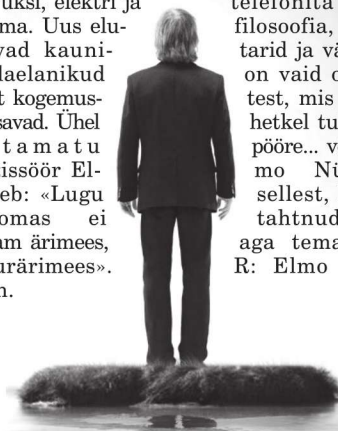 uksi, elektri ja
ma. Uus elu-
vad kauni-
laelanikud
t kogemus-
savad. Ühel
tamatu
issöör El-
eb: «Lugu
omas ei
am ärimees,
urärimees».
n.
telefonita
filosoofia,
tarid ja vä
on vaid o
test, mis
hetkel tu
pööre... v
mo Nü
sellest,
tahtnud
aga tema
R: Elmo